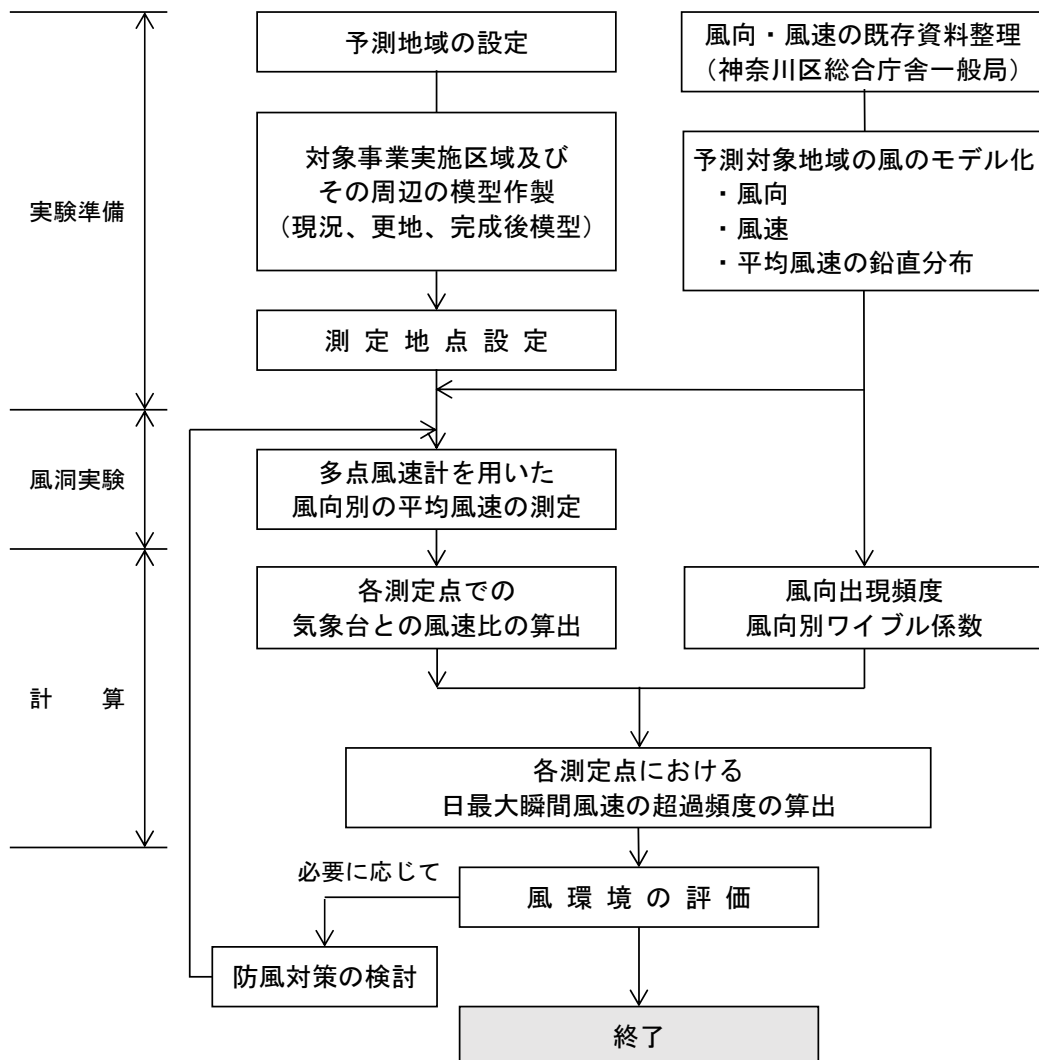 予測地域の設定
風向・風速の既存資料整理
（神奈川区総合庁舎一般局）
対象事業実施区域及び
その周辺の模型作製
（現況、更地、完成後模型）
予測対象地域の風のモデル化
・風向
・風速
・平均風速の鉛直分布
実験準備
測 定 地 点 設 定
風洞実験
多点風速計を用いた
風向別の平均風速の測定
各測定点での
気象台との風速比の算出
風向出現頻度
風向別ワイブル係数
計　　算
各測定点における
日最大瞬間風速の超過頻度の算出
必要に応じて
風 環 境 の 評 価
防風対策の検討
終了